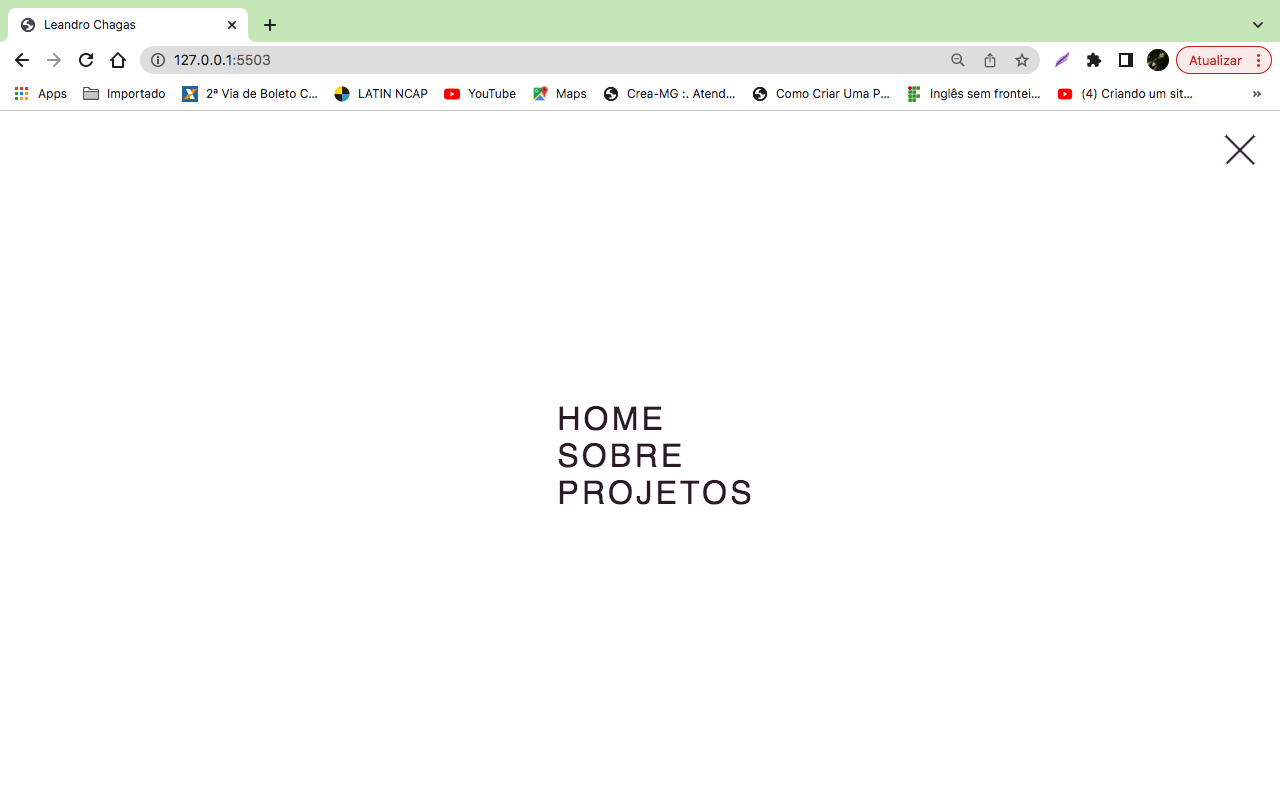 Leandro Chagas
127.0.0.1:5503
Atualizar
Apps Importado 2ª Via de Boleto C... LATIN NCAP YouTube Maps Crea-MG :. Atend... Como Criar Uma P... Inglês sem frontei... (4) Criando um sit... »
HOME
SOBRE
PROJETOS